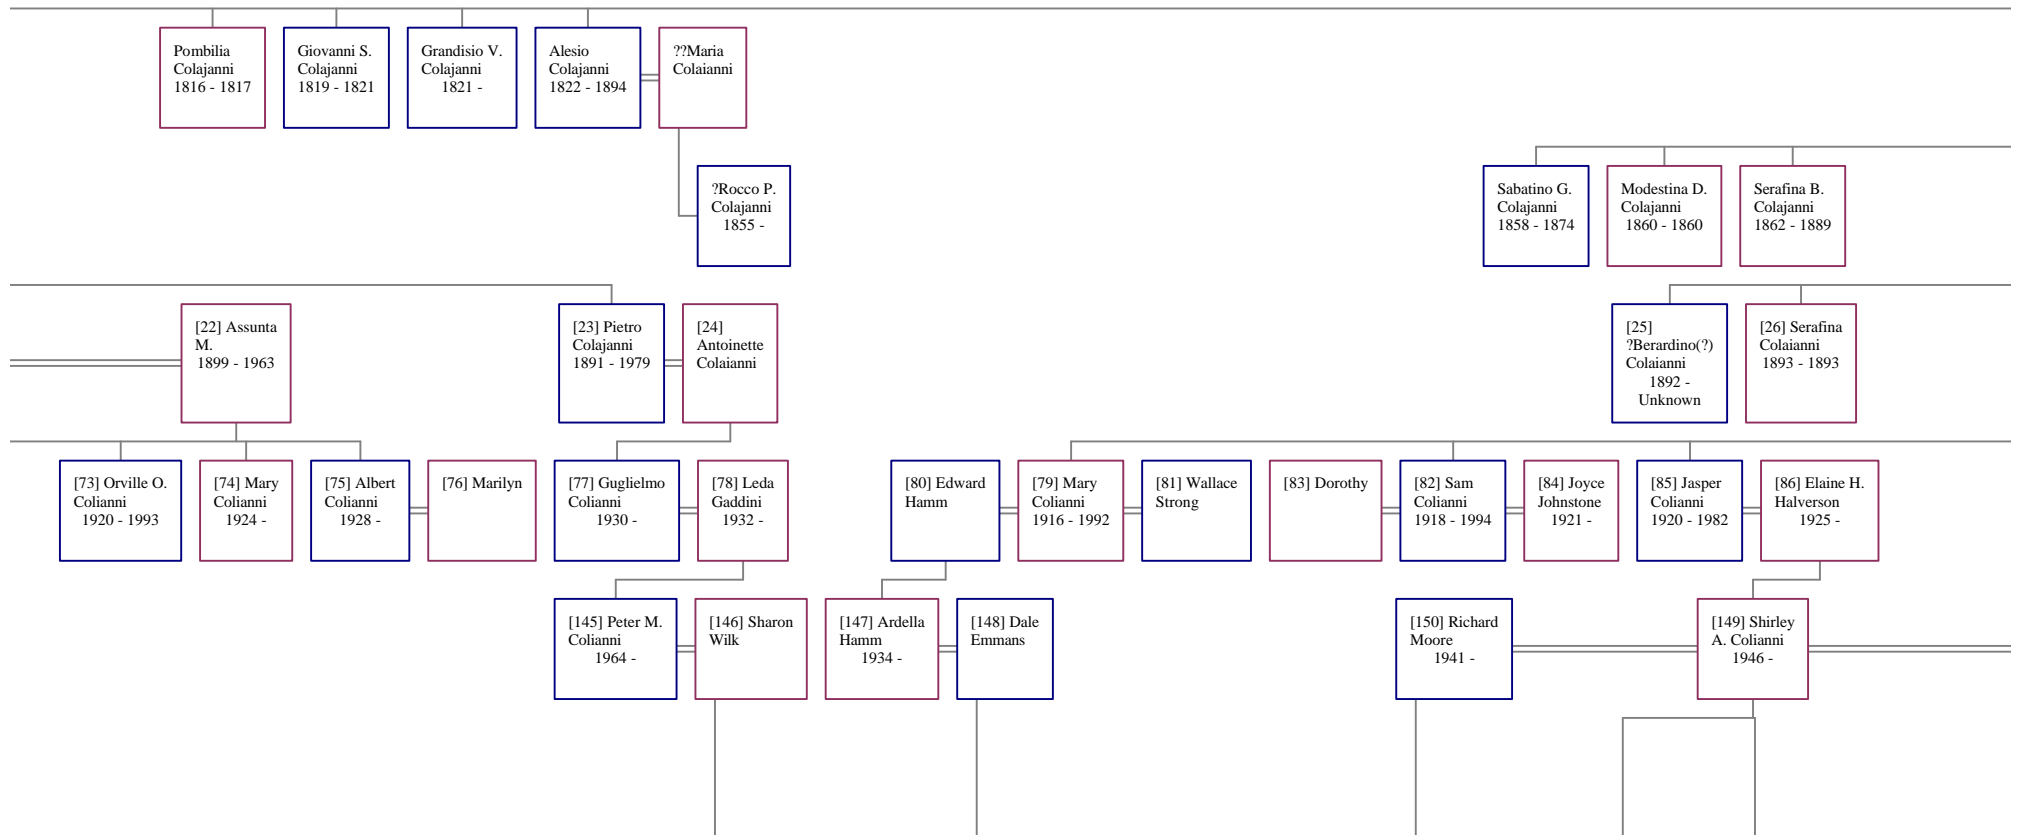 Pombilia
Colajanni
1816 - 1817
Giovanni S.
Colajanni
1819 - 1821
Grandisio V.
Colajanni
1821 -
Alesio
Colajanni
1822 - 1894
??Maria
Colaianni
?Rocco P.
Colajanni
1855 -
Sabatino G.
Colajanni
1858 - 1874
Modestina D.
Colajanni
1860 - 1860
Serafina B.
Colajanni
1862 - 1889
[22] Assunta
M.
1899 - 1963
[23] Pietro
Colajanni
1891 - 1979
[24]
Antoinette
Colaianni
[25]
?Berardino(?)
Colaianni
1892 -
Unknown
[26] Serafina
Colaianni
1893 - 1893
[73] Orville O.
Colianni
1920 - 1993
[74] Mary
Colianni
1924 -
[75] Albert
Colianni
1928 -
[76] Marilyn
[77] Guglielmo
Colianni
1930 -
[78] Leda
Gaddini
1932 -
[80] Edward
Hamm
[79] Mary
Colianni
1916 - 1992
[81] Wallace
Strong
[83] Dorothy
[82] Sam
Colianni
1918 - 1994
[84] Joyce
Johnstone
1921 -
[85] Jasper
Colianni
1920 - 1982
[86] Elaine H.
Halverson
1925 -
[145] Peter M.
Colianni
1964 -
[146] Sharon
Wilk
[147] Ardella
Hamm
1934 -
[148] Dale
Emmans
[150] Richard
Moore
1941 -
[149] Shirley
A. Colianni
1946 -